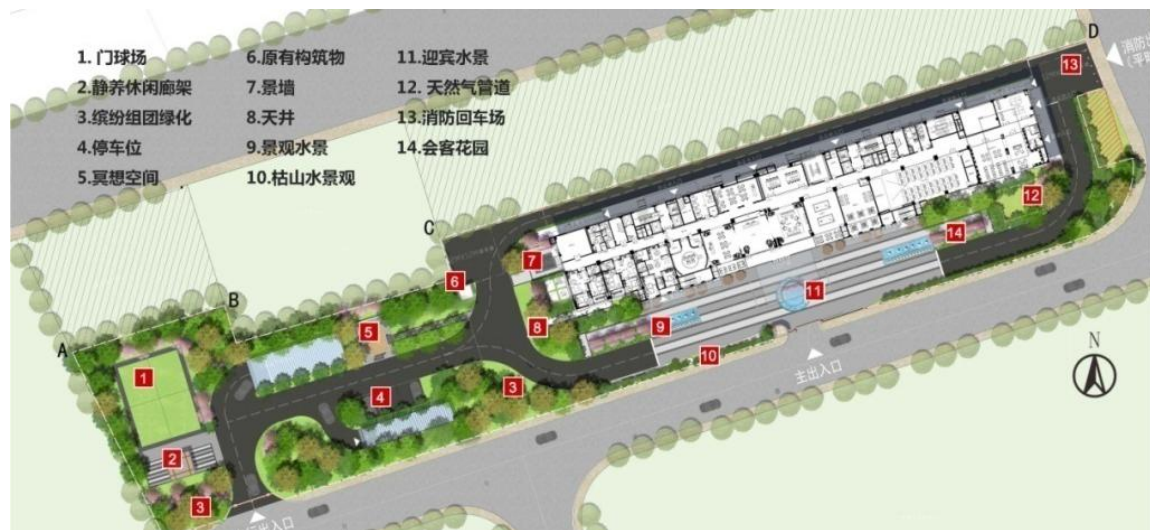 1. 门球场
2.静养休闲廊架
3.缤纷组团绿化
4.停车位
5.冥想空间
6.原有构筑物
7.景墙
8.天井
9.景观水景
10.枯山水景观
11.迎宾水景
12. 天然气管道
13.消防回车场
14.会客花园
D
13
C
12
14
7
B
6
11
A
5
8
9
主出入口
10
N
1
4
3
2
3
出入口